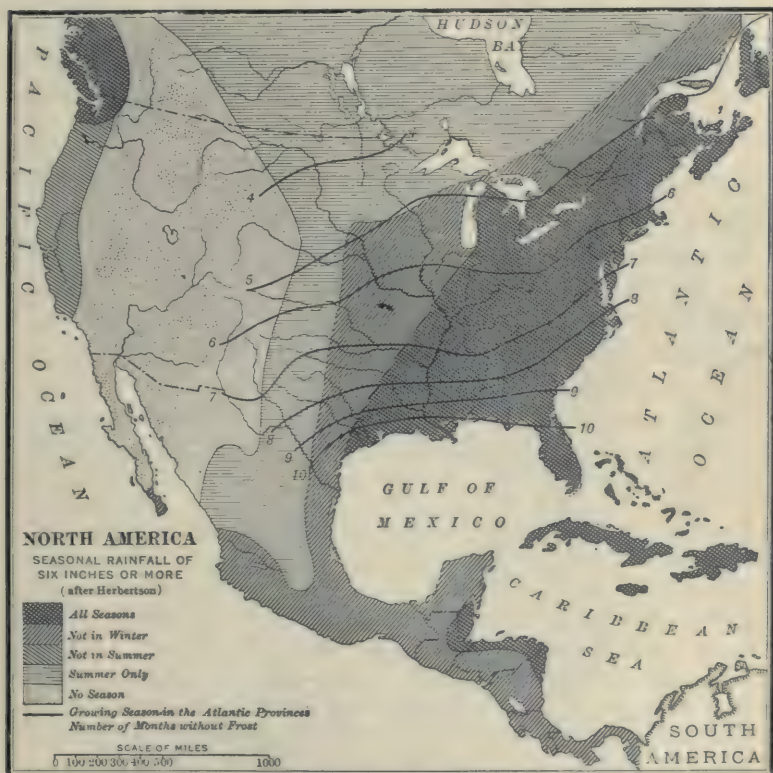 HUDSON
BAY
PACIFIC
OCEAN
4
5
6
7
8
9
10
1
6
7
8
9
10
ATLANTIC
OCEAN
GULF OF
MEXICO
CARIBBEAN
SEA
SOUTH
AMERICA
NORTH AMERICA
SEASONAL RAINFALL OF
SIX INCHES OR MORE
(after Herbertson)
All Seasons
Not in Winter
Not in Summer
Summer Only
No Season
Growing Season in the Atlantic Provinces
Number of Months without Frost
SCALE OF MILES
0 100 200 300 400 500 1000